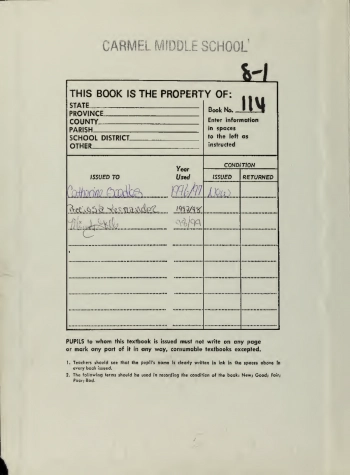 CARMEL MIDDLE SCHOOL
8-1
THIS BOOK IS THE PROPERTY OF:
STATE
PROVINCE
COUNTY
PARISH
SCHOOL DISTRICT
OTHER
Book No. 114
Enter information
in spaces
to the left as
instructed
ISSUED TO Year Used CONDITION
ISSUED RETURNED
Catherine 1996/97 New
Hernandez 1997/98
98/99
PUPILS to whom this textbook is issued must not write on any page
or mark any part of it in any way, consumable textbooks excepted.
1. Teachers should see that the pupil's name is clearly written in ink in the spaces above in
every book issued.
2. The following terms should be used in recording the condition of the book: New; Good; Fair;
Poor; Bad.